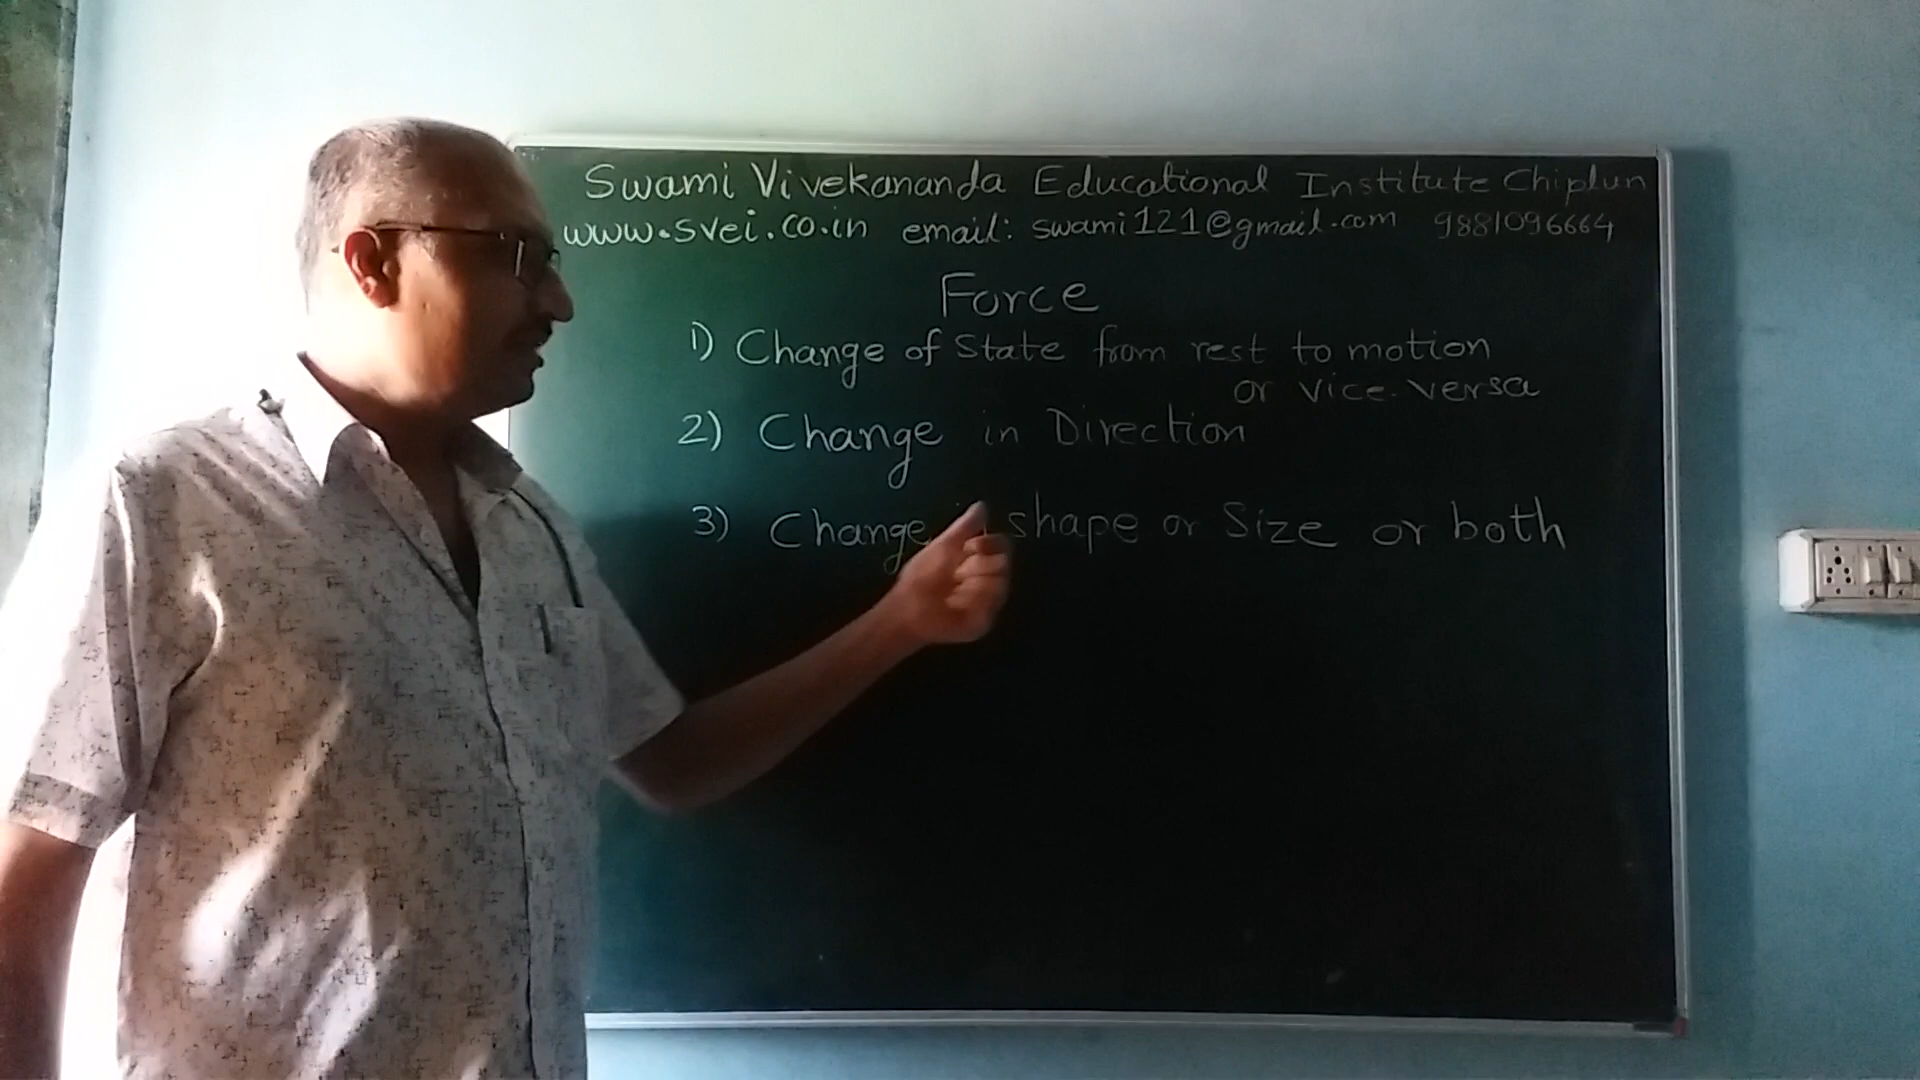 Swami Vivekananda Educational Institute Chiplun
www.svei.co.in email: swami121@gmail.com 9881096664
Force
1) Change of State from rest to motion
or vice-versa
2) Change in Direction
3) Change shape or Size or both